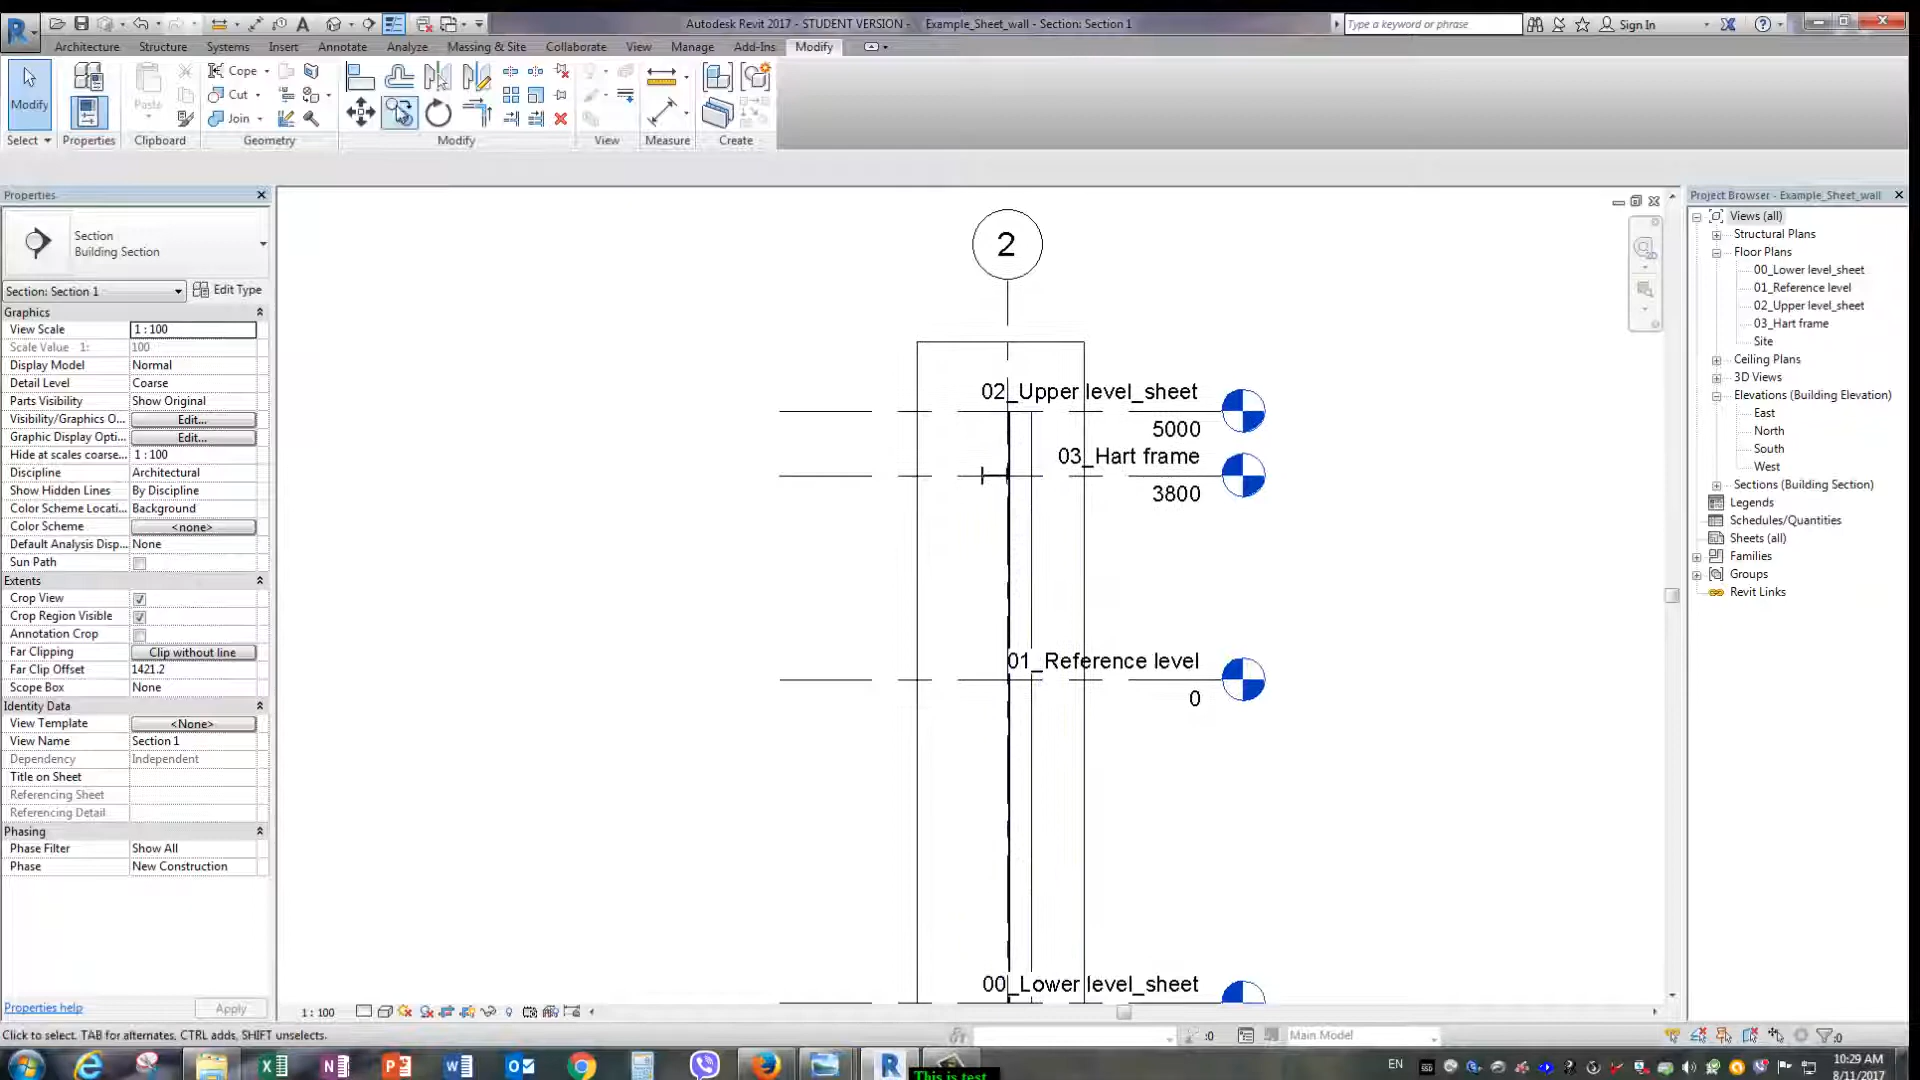 Autodesk Revit 2017 - STUDENT VERSION - Example_Sheet_wall - Section: Section 1
Type a keyword or phrase
Sign In
Architecture Structure Systems Insert Annotate Analyze Massing & Site Collaborate View Manage Add-Ins Modify
Modify
Paste
Cope
Cut
Join
Select Properties Clipboard Geometry Modify View Measure Create
Properties
Section
Building Section
Section: Section 1
Edit Type
Graphics
View Scale 1 : 100
Scale Value 1: 100
Display Model Normal
Detail Level Coarse
Parts Visibility Show Original
Visibility/Graphics O... Edit...
Graphic Display Opti... Edit...
Hide at scales coarse... 1 : 100
Discipline Architectural
Show Hidden Lines By Discipline
Color Scheme Locati... Background
Color Scheme <none>
Default Analysis Disp... None
Sun Path
Extents
Crop View
Crop Region Visible
Annotation Crop
Far Clipping Clip without line
Far Clip Offset 1421.2
Scope Box None
Identity Data
View Template <None>
View Name Section 1
Dependency Independent
Title on Sheet
Referencing Sheet
Referencing Detail
Phasing
Phase Filter Show All
Phase New Construction
Properties help
Apply
2
02_Upper level_sheet
5000
03_Hart frame
3800
01_Reference level
0
00_Lower level_sheet
Project Browser - Example_Sheet_wall
Views (all)
Structural Plans
Floor Plans
00_Lower level_sheet
01_Reference level
02_Upper level_sheet
03_Hart frame
Site
Ceiling Plans
3D Views
Elevations (Building Elevation)
East
North
South
West
Sections (Building Section)
Legends
Schedules/Quantities
Sheets (all)
Families
Groups
Revit Links
1 : 100
Click to select, TAB for alternates, CTRL adds, SHIFT unselects.
:0
Main Model
:0
This is test
EN
10:29 AM
8/11/2017